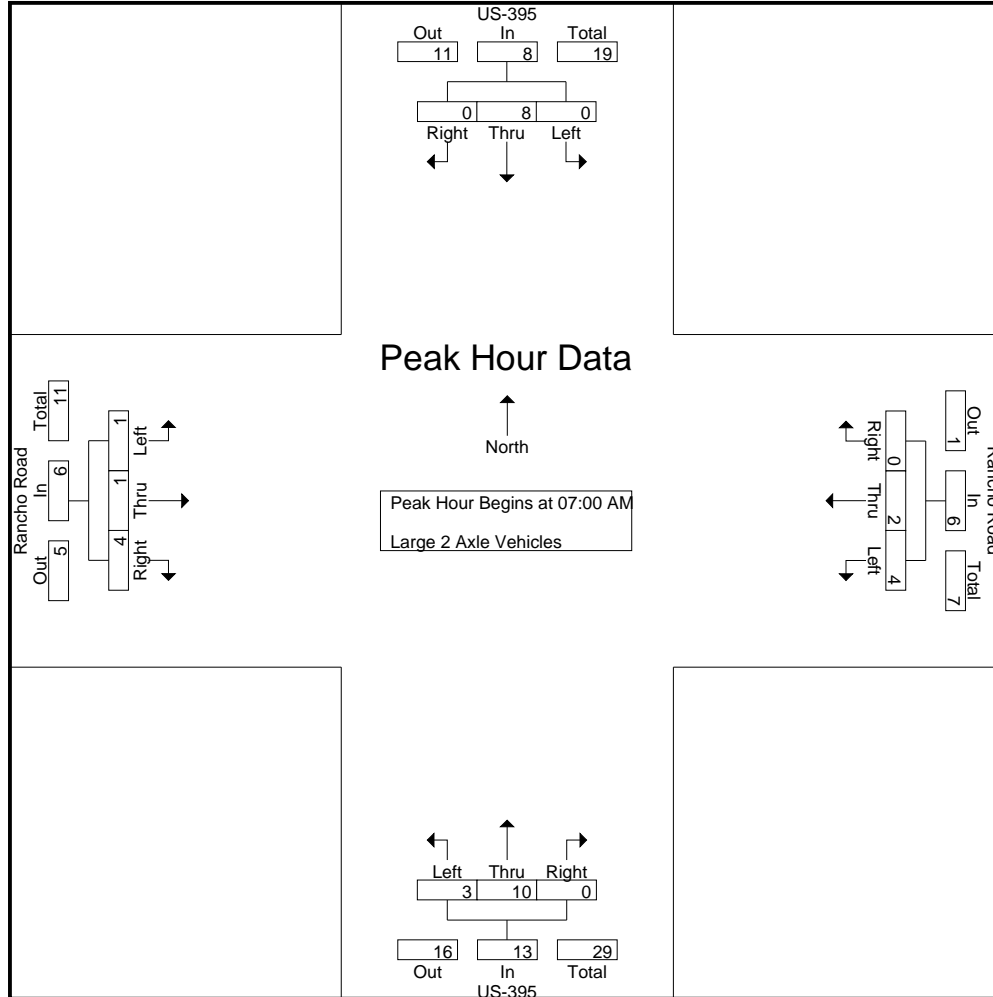 US-395
Out In Total
11 8 19
0 8 0
Right Thru Left
Peak Hour Data
North
Peak Hour Begins at 07:00 AM
Large 2 Axle Vehicles
Rancho Road
Total In Out
11 6 5
1 1 4
Left Thru Right
Right Thru Left
0 2 4
Out In Total
1 6 7
Rancho Road
Left Thru Right
3 10 0
16 13 29
Out In Total
US-395